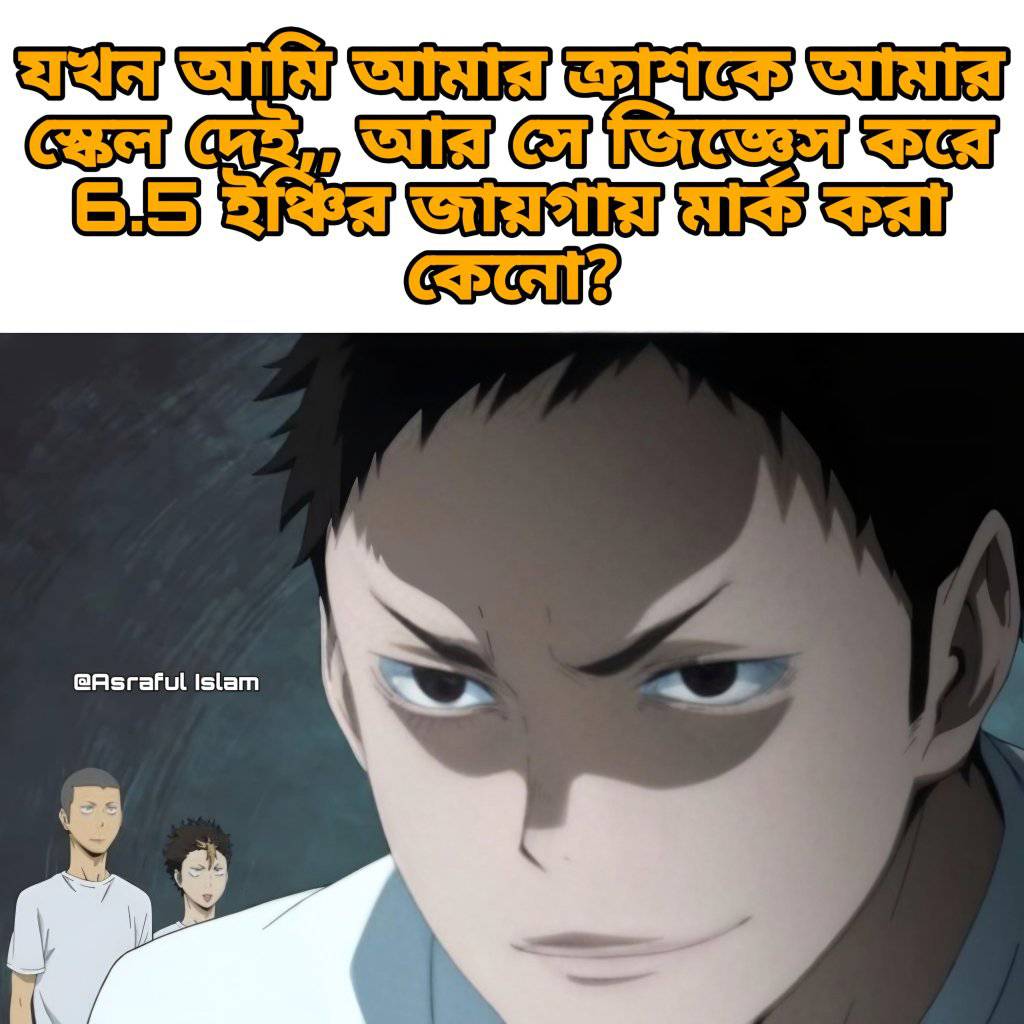 যখন আমি আমার ক্রাশকে আমার
স্কেল দেই,, আর সে জিজ্ঞেস করে
6.5 ইঞ্চির জায়গায় মার্ক করা
কেনো?
@Asraful Islam